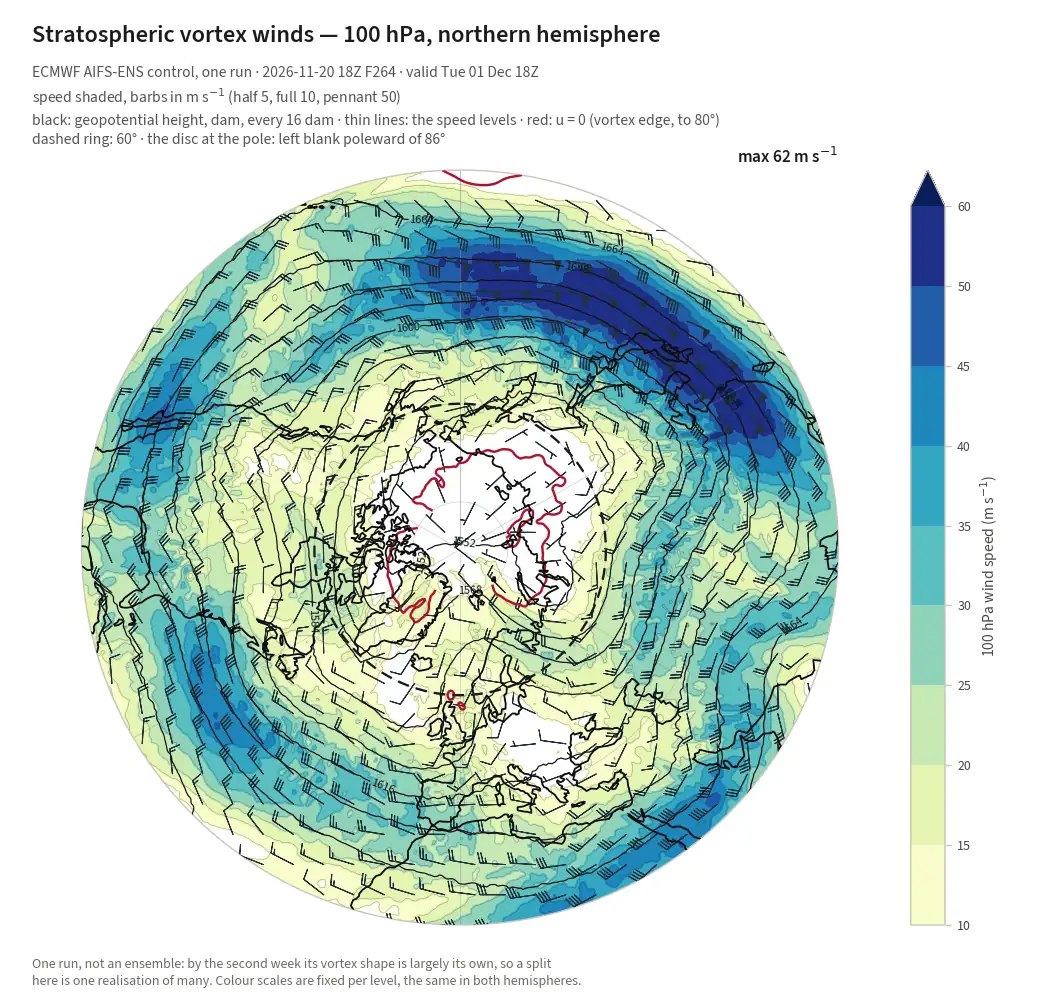 Stratospheric vortex winds — 100 hPa, northern hemisphere
ECMWF AIFS-ENS control, one run · 2026-11-20 18Z F264 · valid Tue 01 Dec 18Z
speed shaded, barbs in m s⁻¹ (half 5, full 10, pennant 50)
black: geopotential height, dam, every 16 dam · thin lines: the speed levels · red: u = 0 (vortex edge, to 80°)
dashed ring: 60° · the disc at the pole: left blank poleward of 86°
max 62 m s⁻¹
1664
1664
1600
1552
1568
1616
60
50
45
40
35
30
25
20
15
10
100 hPa wind speed (m s⁻¹)
One run, not an ensemble: by the second week its vortex shape is largely its own, so a split
here is one realisation of many. Colour scales are fixed per level, the same in both hemispheres.